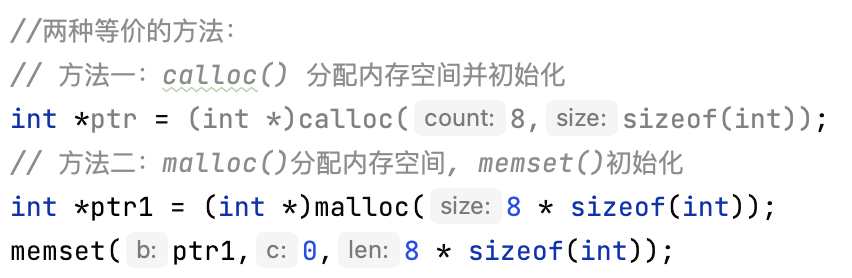 //两种等价的方法：
// 方法一：calloc() 分配内存空间并初始化
int *ptr = (int *)calloc( count: 8, size: sizeof(int));
// 方法二：malloc()分配内存空间, memset()初始化
int *ptr1 = (int *)malloc( size: 8 * sizeof(int));
memset( b: ptr1, c: 0, len: 8 * sizeof(int));